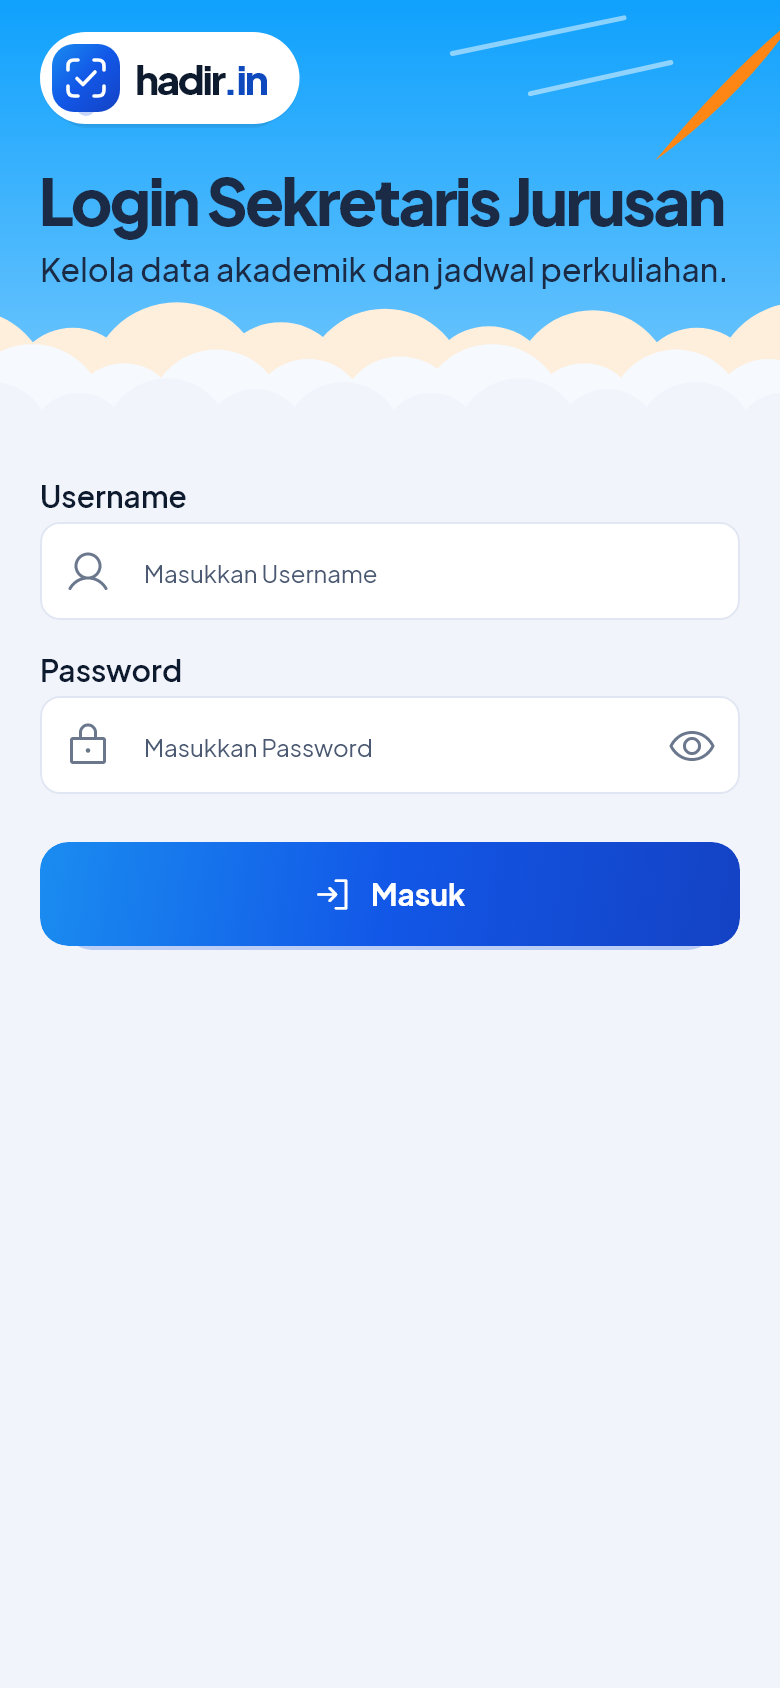 hadir.in
Login Sekretaris Jurusan
Kelola data akademik dan jadwal perkuliahan.
Username
Masukkan Username
Password
Masukkan Password
Masuk